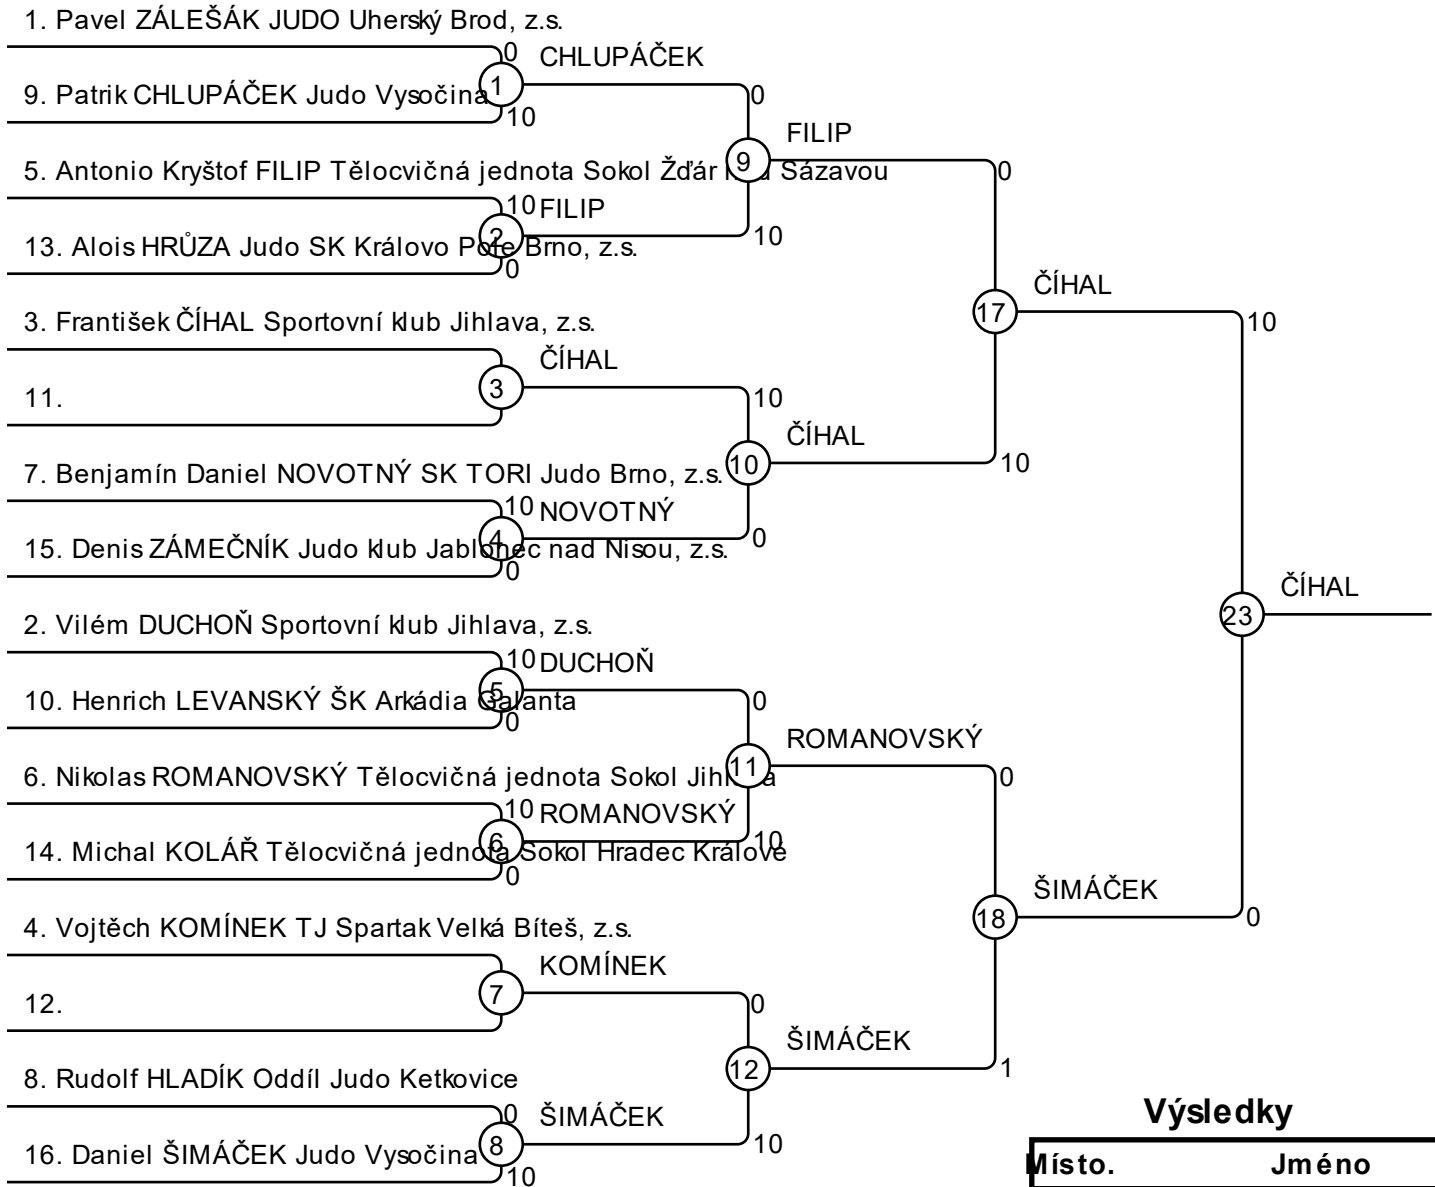 1. Pavel ZÁLEŠÁK JUDO Uherský Brod, z.s.
0 CHLUPÁČEK
9. Patrik CHLUPÁČEK Judo Vysočina 1
10
0
FILIP
5. Antonio Kryštof FILIP Tělocvičná jednota Sokol Žďár Sázavou
9
0
10 FILIP
2
13. Alois HRŮZA Judo SK Královo Pole Brno, z.s.
10
0
ČÍHAL
17
3. František ČÍHAL Sportovní klub Jihlava, z.s.
10
ČÍHAL
11.
3
10
ČÍHAL
10
10
7. Benjamín Daniel NOVOTNÝ SK TORI Judo Brno, z.s.
10 NOVOTNÝ
4
0
15. Denis ZÁMEČNÍK Judo klub Jablonec nad Nisou, z.s.
0
ČÍHAL
23
2. Vilém DUCHOŇ Sportovní klub Jihlava, z.s.
10 DUCHOŇ
5
10. Henrich LEVANSKÝ ŠK Arkádia Galanta
0
0
ROMANOVSKÝ
11
6. Nikolas ROMANOVSKÝ Tělocvičná jednota Sokol Jihlava
0
10 ROMANOVSKÝ
6
10
14. Michal KOLÁŘ Tělocvičná jednota Sokol Hradec Králové
0
ŠIMÁČEK
18
0
4. Vojtěch KOMÍNEK TJ Spartak Velká Bíteš, z.s.
KOMÍNEK
12.
7
0
ŠIMÁČEK
12
1
8. Rudolf HLADÍK Oddíl Judo Ketkovice
0 ŠIMÁČEK
8
10
16. Daniel ŠIMÁČEK Judo Vysočina
10
Výsledky
Místo. Jméno